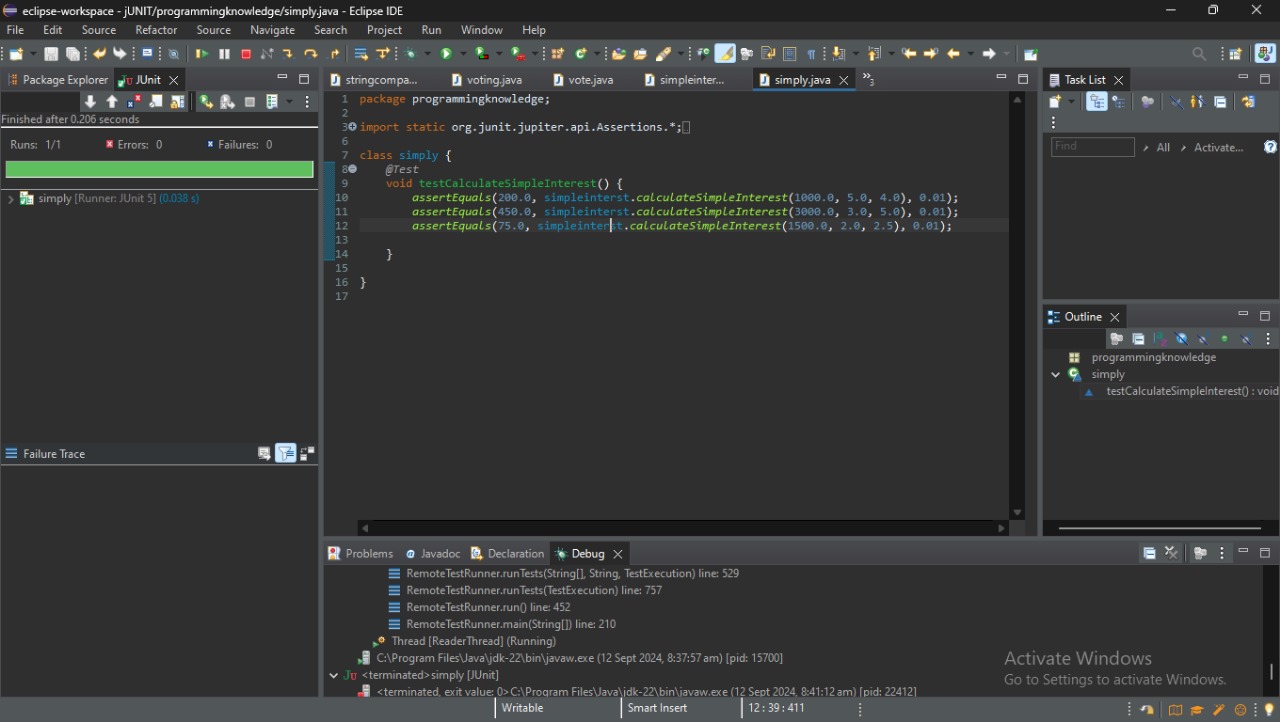 eclipse-workspace - jUNIT/programmingknowledge/simply.java - Eclipse IDE
File Edit Source Refactor Source Navigate Search Project Run Window Help
Package Explorer JUnit
stringcompa... voting.java vote.java simpleinter... simply.java 3
Task List
Finished after 0.206 seconds
Runs: 1/1 Errors: 0 Failures: 0
simply [Runner: JUnit 5] (0.038 s)
Failure Trace
1 package programmingknowledge;
2
3 import static org.junit.jupiter.api.Assertions.*;
6
7 class simply {
8 @Test
9 void testCalculateSimpleInterest() {
10 assertEquals(200.0, simpleinterst.calculateSimpleInterest(1000.0, 5.0, 4.0), 0.01);
11 assertEquals(450.0, simpleinterst.calculateSimpleInterest(3000.0, 3.0, 5.0), 0.01);
12 assertEquals(75.0, simpleinterst.calculateSimpleInterest(1500.0, 2.0, 2.5), 0.01);
13
14 }
15
16 }
17
Find All Activate...
Outline
programmingknowledge
simply
testCalculateSimpleInterest() : void
Problems Javadoc Declaration Debug
RemoteTestRunner.runTests(String[], String, TestExecution) line: 529
RemoteTestRunner.runTests(TestExecution) line: 757
RemoteTestRunner.run() line: 452
RemoteTestRunner.main(String[]) line: 210
Thread [ReaderThread] (Running)
C:\Program Files\Java\jdk-22\bin\javaw.exe (12 Sept 2024, 8:37:57 am) [pid: 15700]
<terminated>simply [JUnit]
<terminated, exit value: 0>C:\Program Files\Java\jdk-22\bin\javaw.exe (12 Sept 2024, 8:41:12 am) [pid: 22412]
Activate Windows
Go to Settings to activate Windows.
Writable Smart Insert 12 : 39 : 411